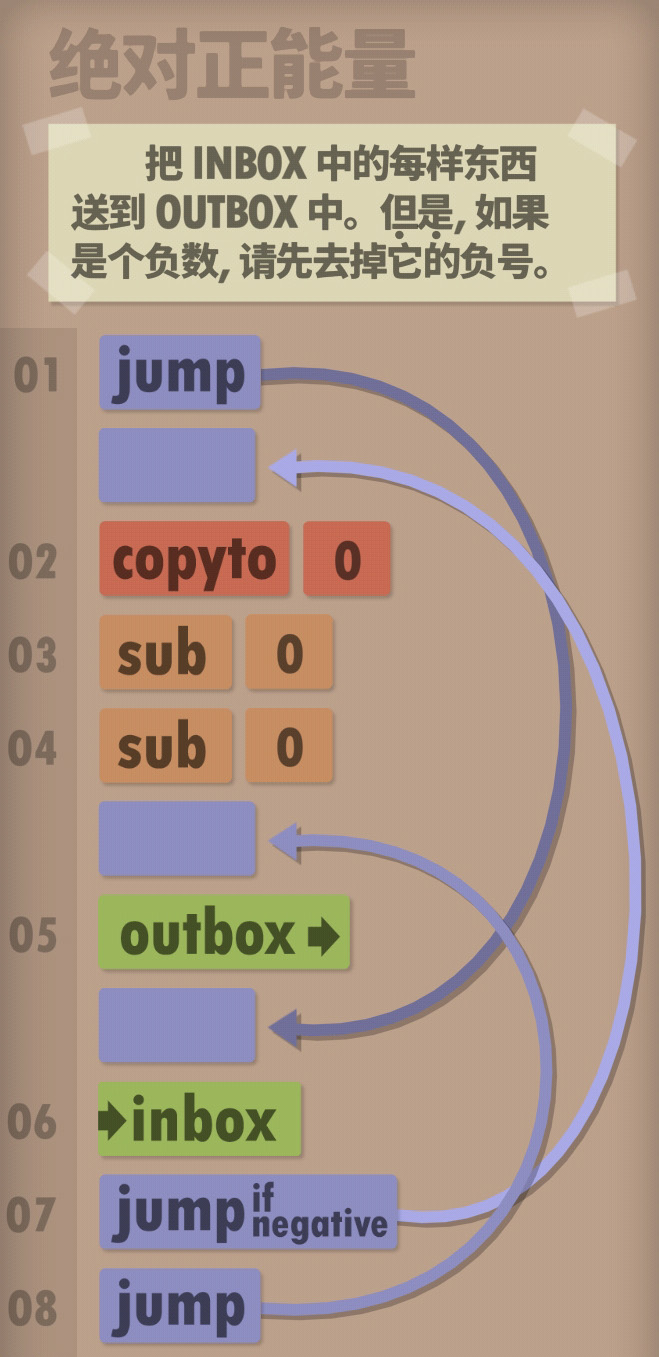 绝对正能量
把 INBOX 中的每样东西
送到 OUTBOX 中。但是, 如果
是个负数, 请先去掉它的负号。
01 jump
02 copyto 0
03 sub 0
04 sub 0
05 outbox
06 inbox
07 jump if negative
08 jump